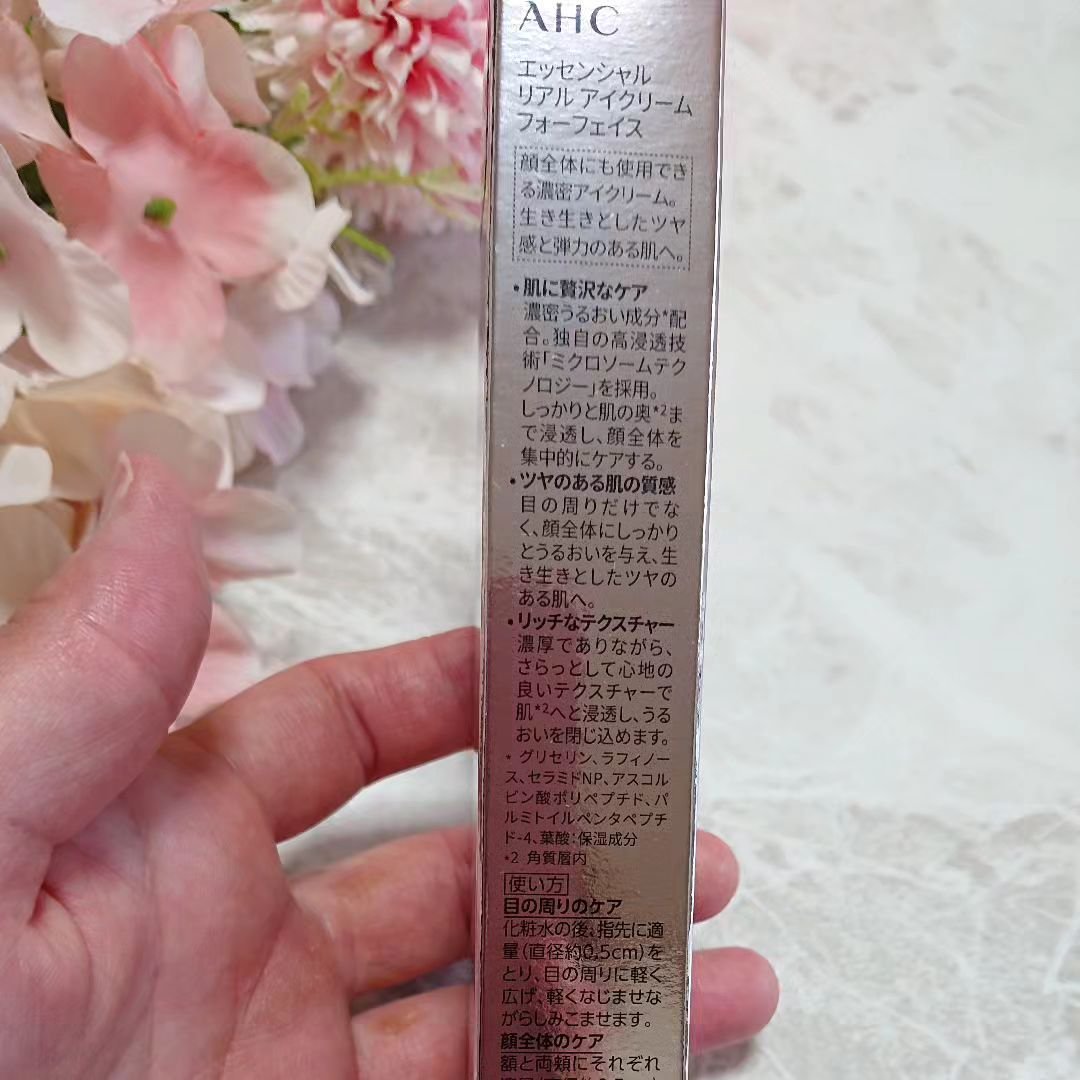 AHC
エッセンシャル
リアル アイクリーム
フォーフェイス
顔全体にも使用でき
る濃密アイクリーム。
生き生きとしたツヤ
感と弾力のある肌へ。
・肌に贅沢なケア
濃密うるおい成分*配
合。独自の高浸透技
術「ミクロソームテク
ノロジー」を採用。
しっかりと肌の奥*2ま
で浸透し、顔全体を
集中的にケアする。
・ツヤのある肌の質感
目の周りだけでな
く、顔全体にしっかり
とうるおいを与え、生
き生きとしたツヤの
ある肌へ。
・リッチなテクスチャー
濃厚でありながら、
さらっとして心地の
良いテクスチャーで
肌*2へと浸透し、うる
おいを閉じ込めます。
* グリセリン、ラフィノー
ス、セラミドNP、アスコル
ビン酸ポリペプチド、パ
ルミトイルペンタペプチ
ド-4、葉酸：保湿成分
*2 角質層内
使い方
目の周りのケア
化粧水の後、指先に適
量（直径約0.5cm）を
とり、目の周りに軽く
広げ、軽くなじませな
がらしみこませます。
顔全体のケア
額と両頬にそれぞれ